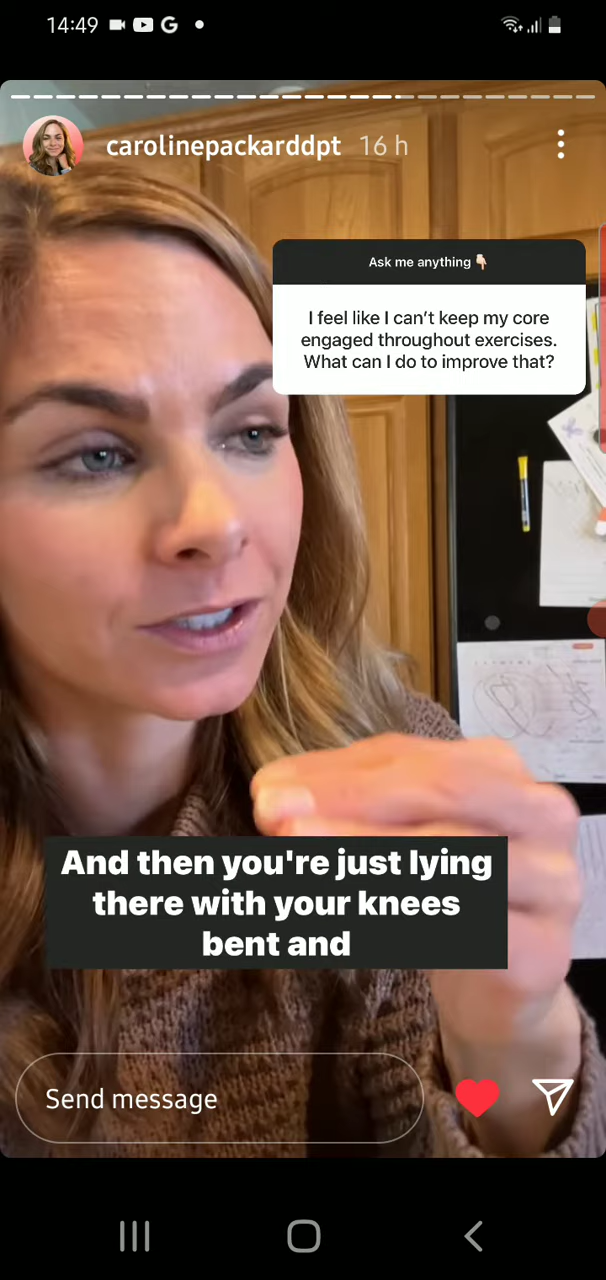 14:49
carolinepackarddpt 16 h
Ask me anything 👇🏻
I feel like I can't keep my core
engaged throughout exercises.
What can I do to improve that?
And then you're just lying
there with your knees
bent and
Send message